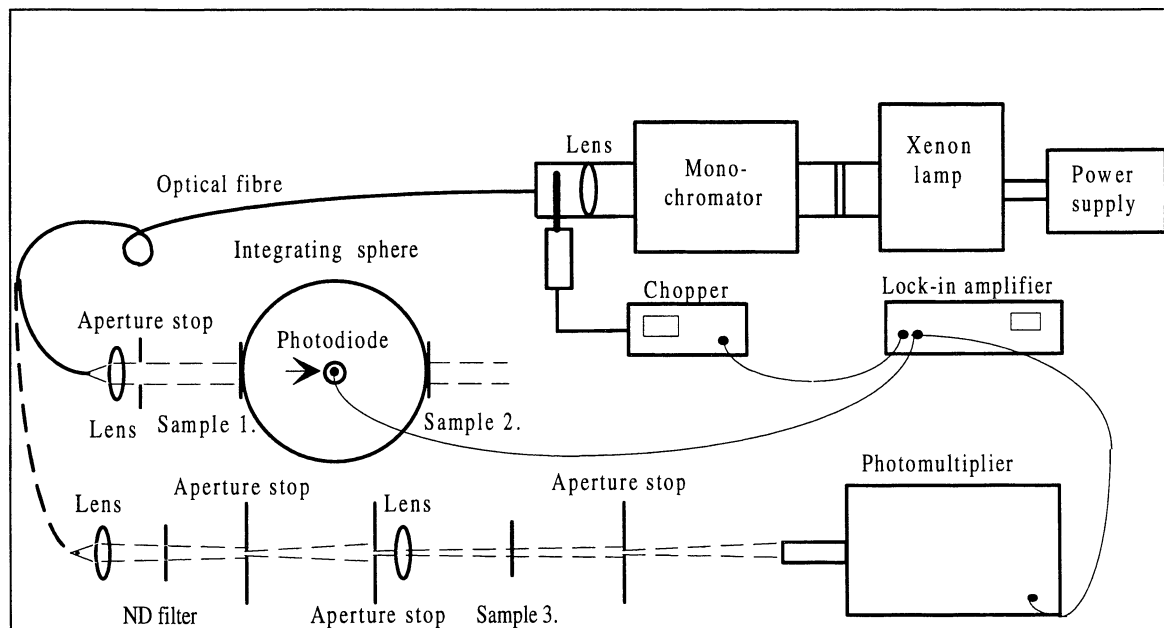 Lens
Mono-
chromator
Xenon
lamp
Power
supply
Optical fibre
Integrating sphere
Chopper
Lock-in amplifier
Aperture stop
Photodiode
Lens
Sample 1.
Sample 2.
Photomultiplier
Lens
Aperture stop
Lens
Aperture stop
ND filter
Aperture stop
Sample 3.